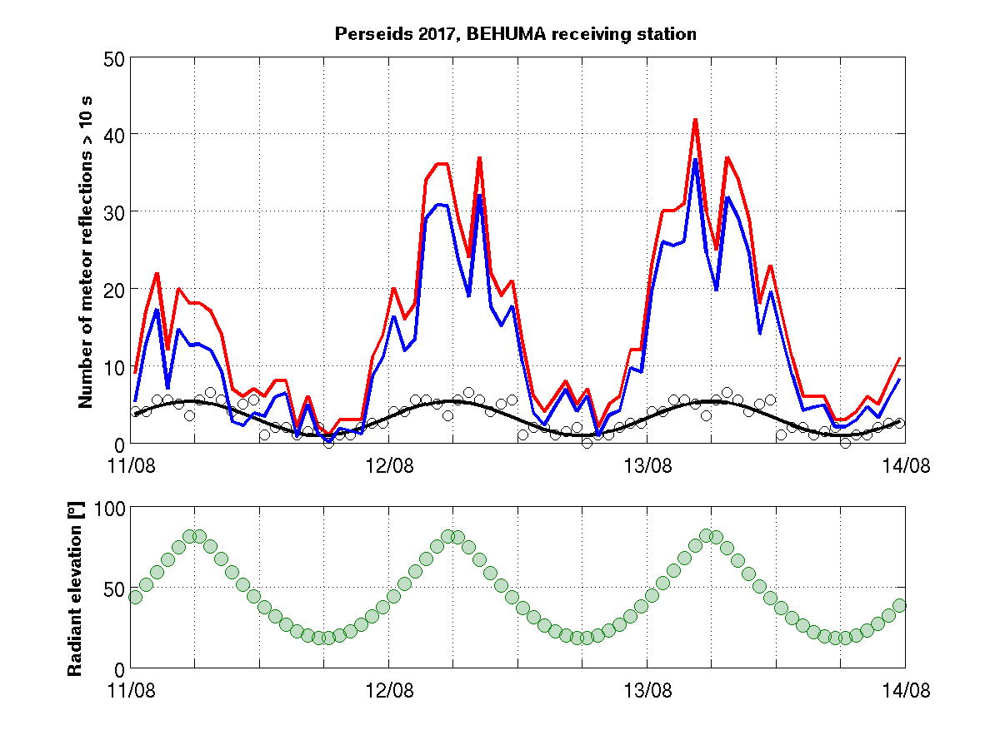 Perseids 2017, BEHUMA receiving station
Number of meteor reflections > 10 s
50
40
30
20
10
0
11/08 12/08 13/08 14/08
Radiant elevation [°]
100
50
0
11/08 12/08 13/08 14/08